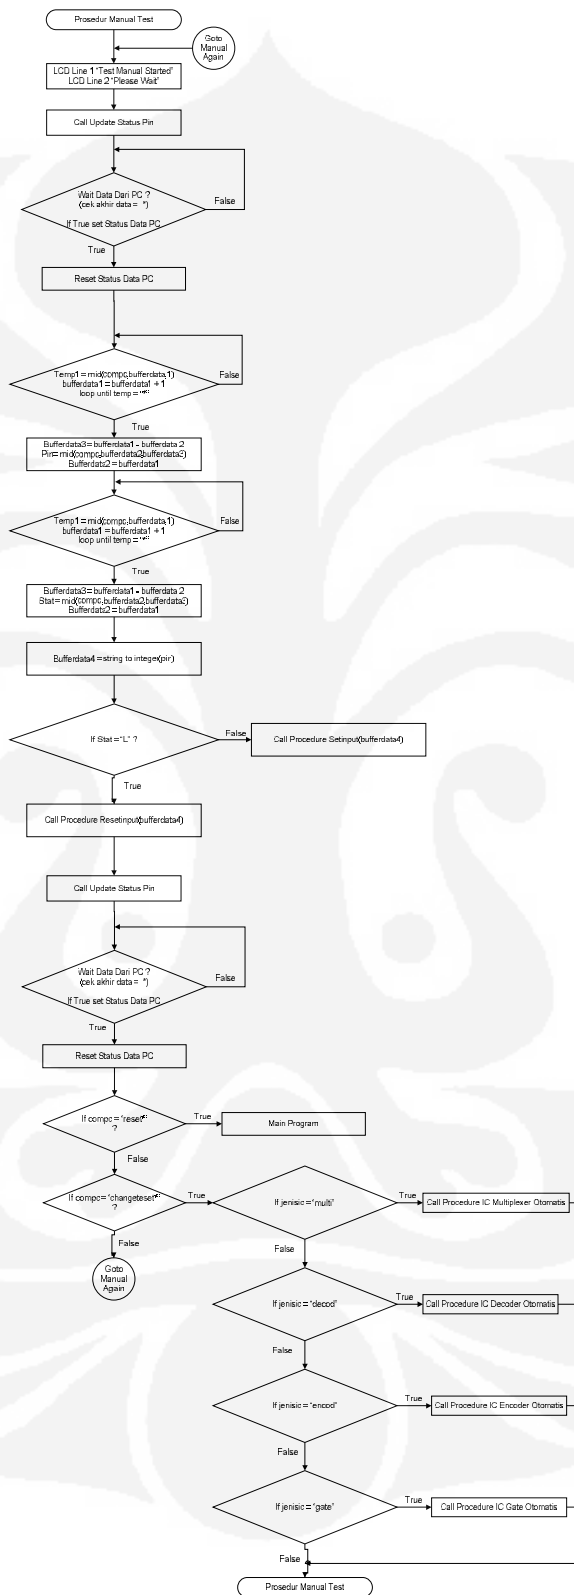 Prosedur Manual Test
Goto
Manual
Again
LCD Line 1 "Test Manual Started"
LCD Line 2 "Please Wait"
Call Update Status Pin
Wait Data Dari PC ?
(cek akhir data = *)
If True set Status Data PC
False
True
Reset Status Data PC
Temp1 = mid(compc,bufferdata,1)
bufferdata1 = bufferdata1 + 1
loop until temp = "#"
False
True
Bufferdata3 = bufferdata1 - bufferdata2
Pin= mid(compc,bufferdata2,bufferdata3)
Bufferdata2 = bufferdata1
Temp1 = mid(compc,bufferdata,1)
bufferdata1 = bufferdata1 + 1
loop until temp = "#"
False
True
Bufferdata3 = bufferdata1 - bufferdata2
Stat= mid(compc,bufferdata2,bufferdata3)
Bufferdata2 = bufferdata1
Bufferdata4 = string to integer(pin)
If Stat = "L" ?
False
Call Procedure Setinput(bufferdata4)
True
Call Procedure Resetinput(bufferdata4)
Call Update Status Pin
Wait Data Dari PC ?
(cek akhir data = *)
If True set Status Data PC
False
True
Reset Status Data PC
If compc = "reset#"
?
True
Main Program
False
If compc= "changetest#"
?
True
If jenisic = "multi"
True
Call Procedure IC Multiplexer Otomatis
False
Goto
Manual
Again
False
If jenisic = "decod"
True
Call Procedure IC Decoder Otomatis
False
If jenisic = "encod"
True
Call Procedure IC Encoder Otomatis
False
If jenisic = "gate"
True
Call Procedure IC Gate Otomatis
False
Prosedur Manual Test